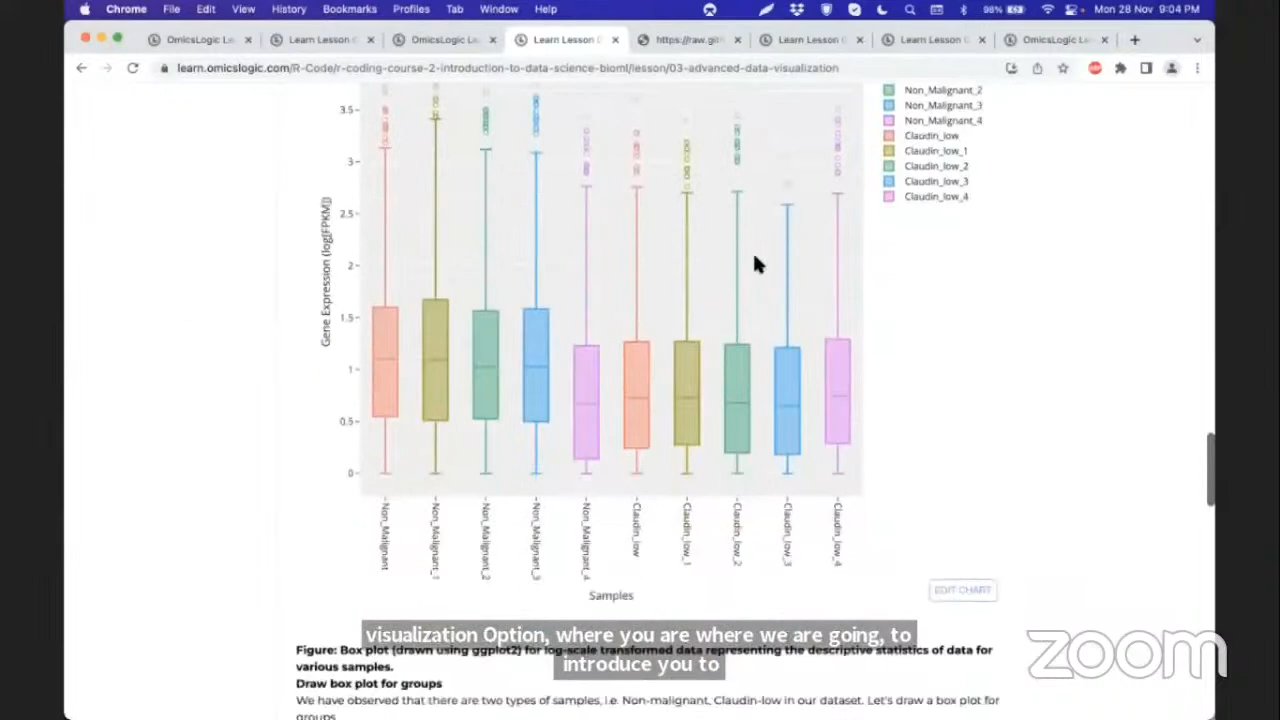 Chrome File Edit View History Bookmarks Profiles Tab Window Help 98% Mon 28 Nov 9:04 PM
OmicsLogic Le Learn Lesson OmicsLogic Le Learn Lesson https://raw.gith Learn Lesson Learn Lesson OmicsLogic Le
learn.omicslogic.com/R-Code/r-coding-course-2-introduction-to-data-science-bioml/lesson/03-advanced-data-visualization
Non_Malignant_2
Non_Malignant_3
Non_Malignant_4
Claudin_low
Claudin_low_1
Claudin_low_2
Claudin_low_3
Claudin_low_4
3.5
3
2.5
2
1.5
1
0.5
0
Gene Expression (log[FPKM])
Non_Malignant
Non_Malignant_1
Non_Malignant_2
Non_Malignant_3
Non_Malignant_4
Claudin_low
Claudin_low_1
Claudin_low_2
Claudin_low_3
Claudin_low_4
Samples
EDIT CHART
visualization Option, where you are where we are going, to
introduce you to
Figure: Box plot (drawn using ggplot2) for log-scale transformed data representing the descriptive statistics of data for
various samples.
Draw box plot for groups
We have observed that there are two types of samples, i.e. Non-malignant, Claudin-low in our dataset. Let's draw a box plot for
groups
zoom